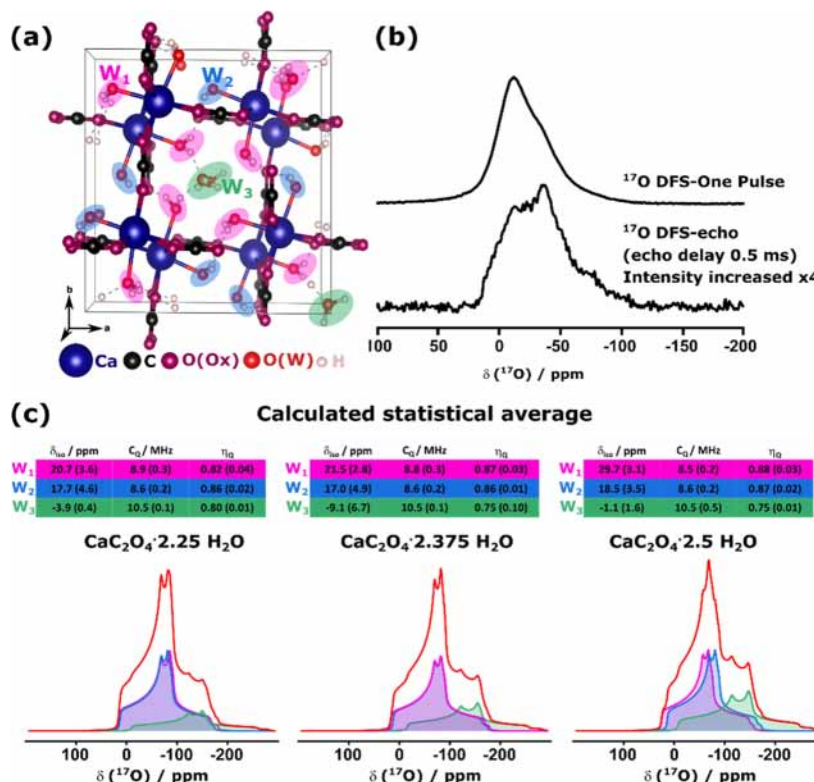 (a)
W1
W2
W3
b
a
Ca C O(Ox) O(W) H
(b)
17O DFS-One Pulse
17O DFS-echo
(echo delay 0.5 ms)
Intensity increased x4
100 50 0 -50 -100 -150 -200
δ (17O) / ppm
(c) Calculated statistical average
δiso / ppm CQ / MHz ηQ
W1 20.7 (3.6) 8.9 (0.3) 0.82 (0.04)
W2 17.7 (4.6) 8.6 (0.2) 0.86 (0.02)
W3 -3.9 (0.4) 10.5 (0.1) 0.80 (0.01)
CaC2O4·2.25 H2O
100 0 -100 -200
δ (17O) / ppm
δiso / ppm CQ / MHz ηQ
W1 21.5 (2.8) 8.8 (0.3) 0.87 (0.03)
W2 17.0 (4.9) 8.6 (0.2) 0.86 (0.01)
W3 -9.1 (6.7) 10.5 (0.1) 0.75 (0.10)
CaC2O4·2.375 H2O
100 0 -100 -200
δ (17O) / ppm
δiso / ppm CQ / MHz ηQ
W1 29.7 (3.1) 8.5 (0.2) 0.88 (0.03)
W2 18.5 (3.5) 8.6 (0.2) 0.87 (0.02)
W3 -1.1 (1.6) 10.5 (0.5) 0.75 (0.01)
CaC2O4·2.5 H2O
100 0 -100 -200
δ (17O) / ppm